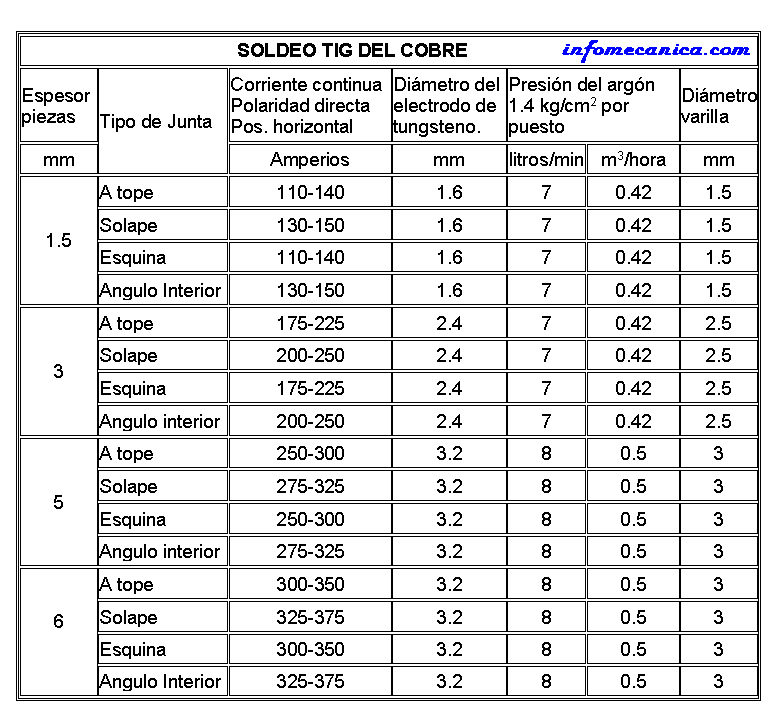 SOLDEO TIG DEL COBRE infomecanica.com
Espesor piezas Tipo de Junta Corriente continua Polaridad directa Pos. horizontal Diámetro del electrodo de tungsteno. Presión del argón 1.4 kg/cm² por puesto Diámetro varilla
mm Amperios mm litros/min m³/hora mm
1.5 A tope 110-140 1.6 7 0.42 1.5
Solape 130-150 1.6 7 0.42 1.5
Esquina 110-140 1.6 7 0.42 1.5
Angulo Interior 130-150 1.6 7 0.42 1.5
3 A tope 175-225 2.4 7 0.42 2.5
Solape 200-250 2.4 7 0.42 2.5
Esquina 175-225 2.4 7 0.42 2.5
Angulo interior 200-250 2.4 7 0.42 2.5
5 A tope 250-300 3.2 8 0.5 3
Solape 275-325 3.2 8 0.5 3
Esquina 250-300 3.2 8 0.5 3
Angulo interior 275-325 3.2 8 0.5 3
6 A tope 300-350 3.2 8 0.5 3
Solape 325-375 3.2 8 0.5 3
Esquina 300-350 3.2 8 0.5 3
Angulo Interior 325-375 3.2 8 0.5 3